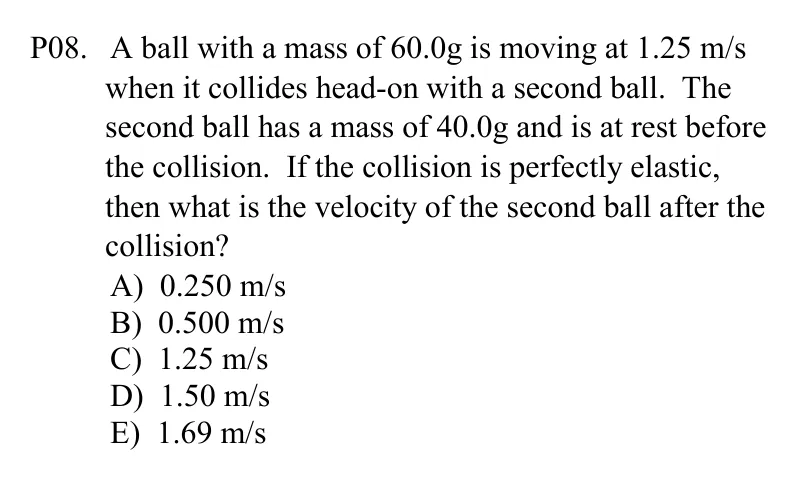 P08. A ball with a mass of 60.0g is moving at 1.25 m/s
when it collides head-on with a second ball. The
second ball has a mass of 40.0g and is at rest before
the collision. If the collision is perfectly elastic,
then what is the velocity of the second ball after the
collision?
A) 0.250 m/s
B) 0.500 m/s
C) 1.25 m/s
D) 1.50 m/s
E) 1.69 m/s